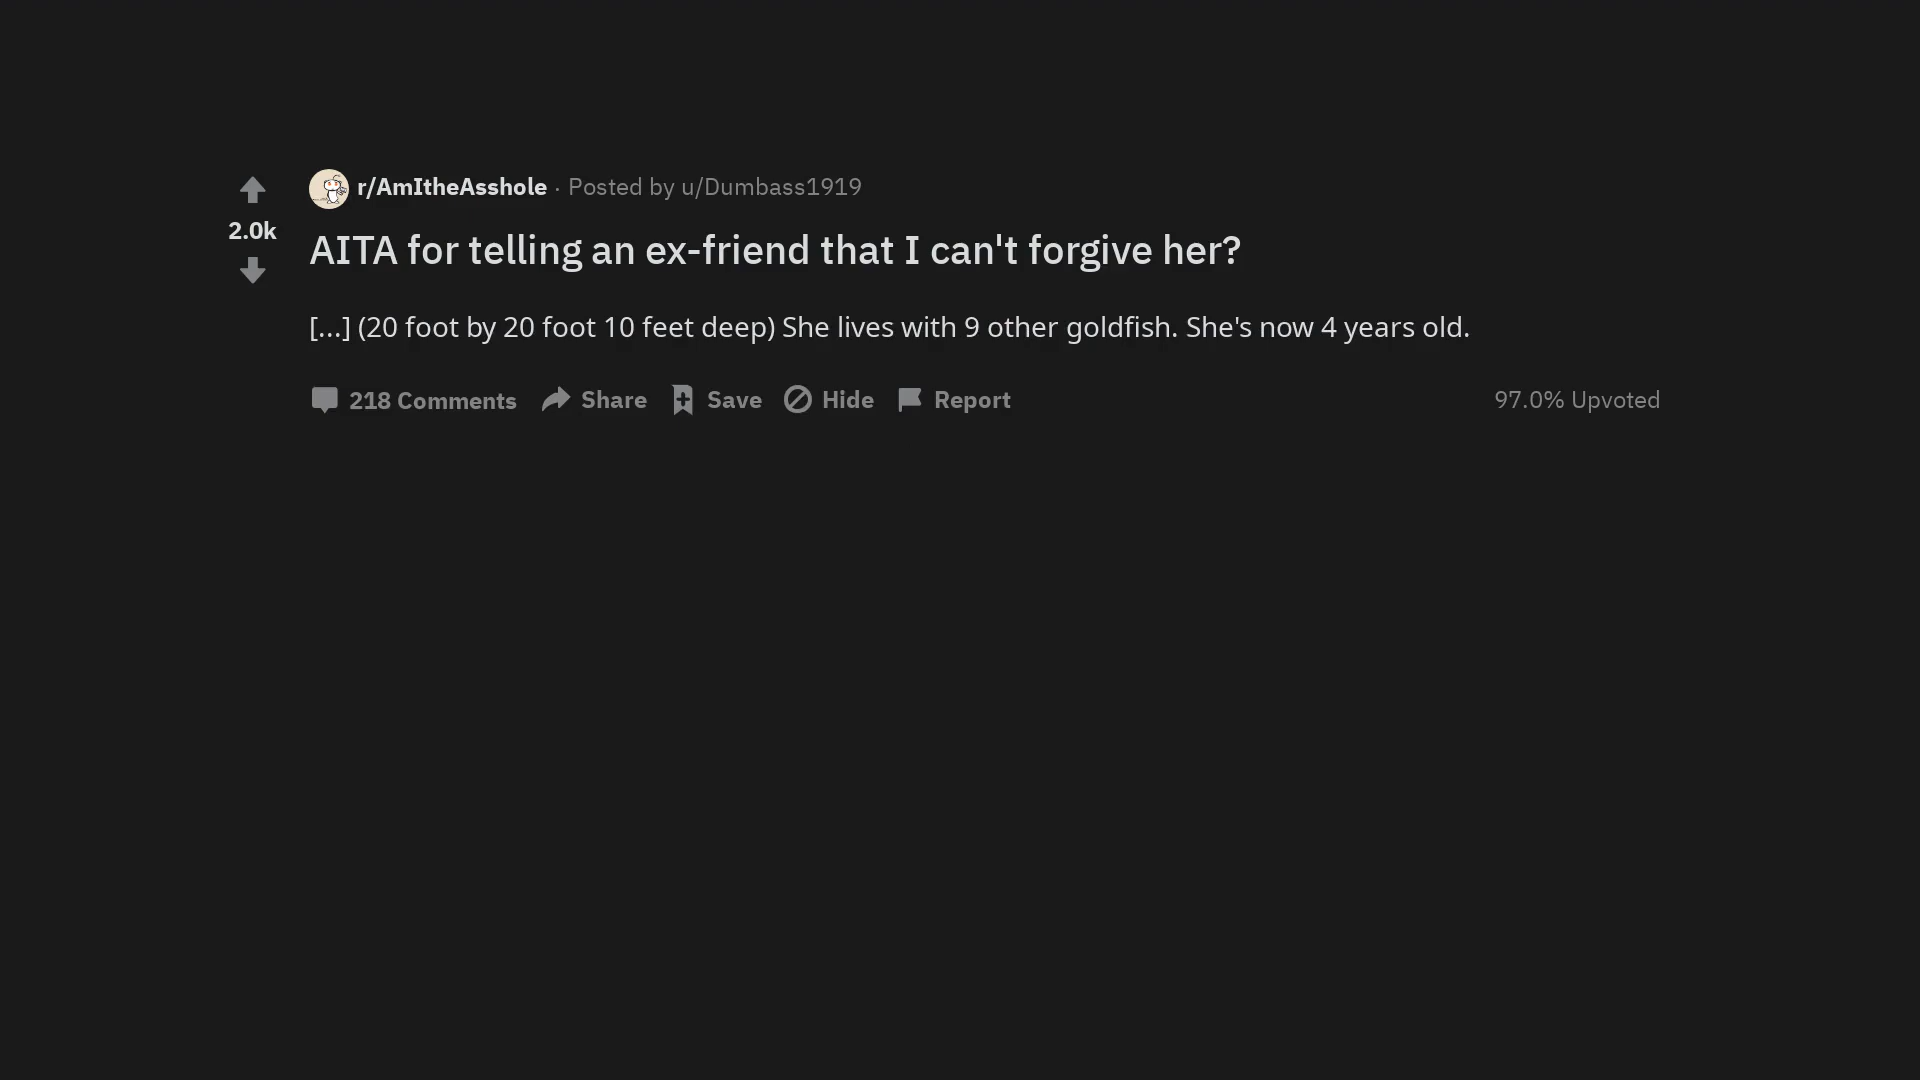 r/AmItheAsshole · Posted by u/Dumbass1919
2.0k
AITA for telling an ex-friend that I can't forgive her?
[...] (20 foot by 20 foot 10 feet deep) She lives with 9 other goldfish. She's now 4 years old.
218 Comments Share Save Hide Report 97.0% Upvoted